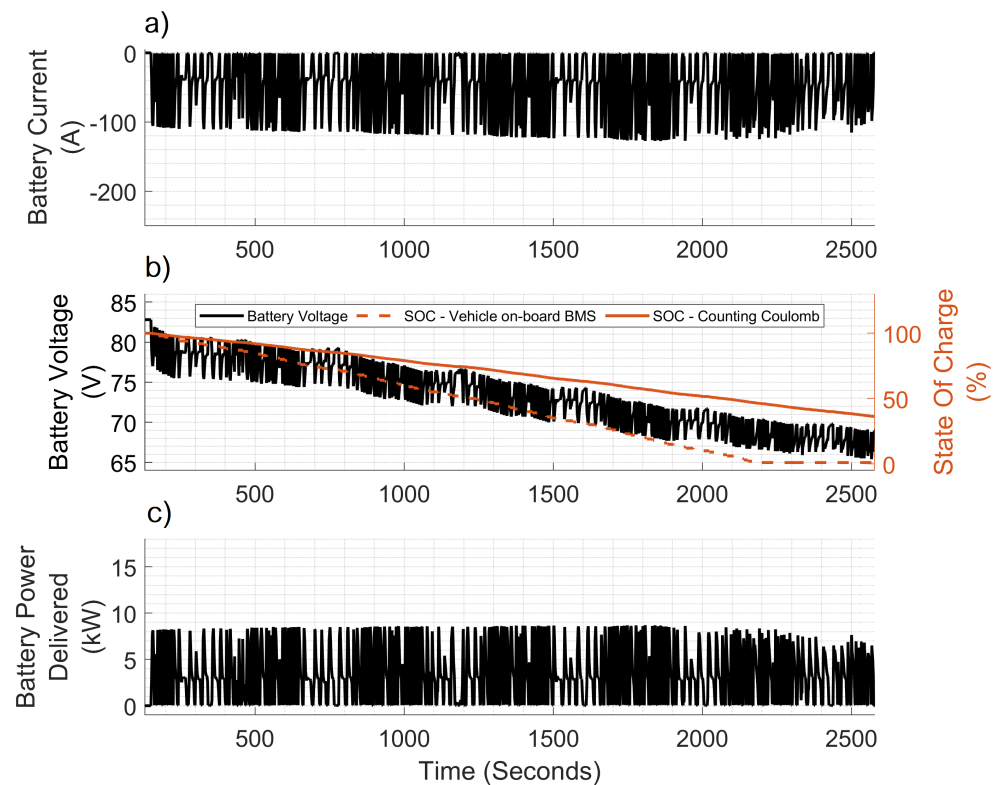 a)
Battery Current
(A)
0
-100
-200
500 1000 1500 2000 2500
b)
Battery Voltage
(V)
85
80
75
70
65
Battery Voltage SOC - Vehicle on-board BMS SOC - Counting Coulomb
100
50
0
State Of Charge
(%)
500 1000 1500 2000 2500
c)
Battery Power
Delivered
(kW)
15
10
5
0
500 1000 1500 2000 2500
Time (Seconds)